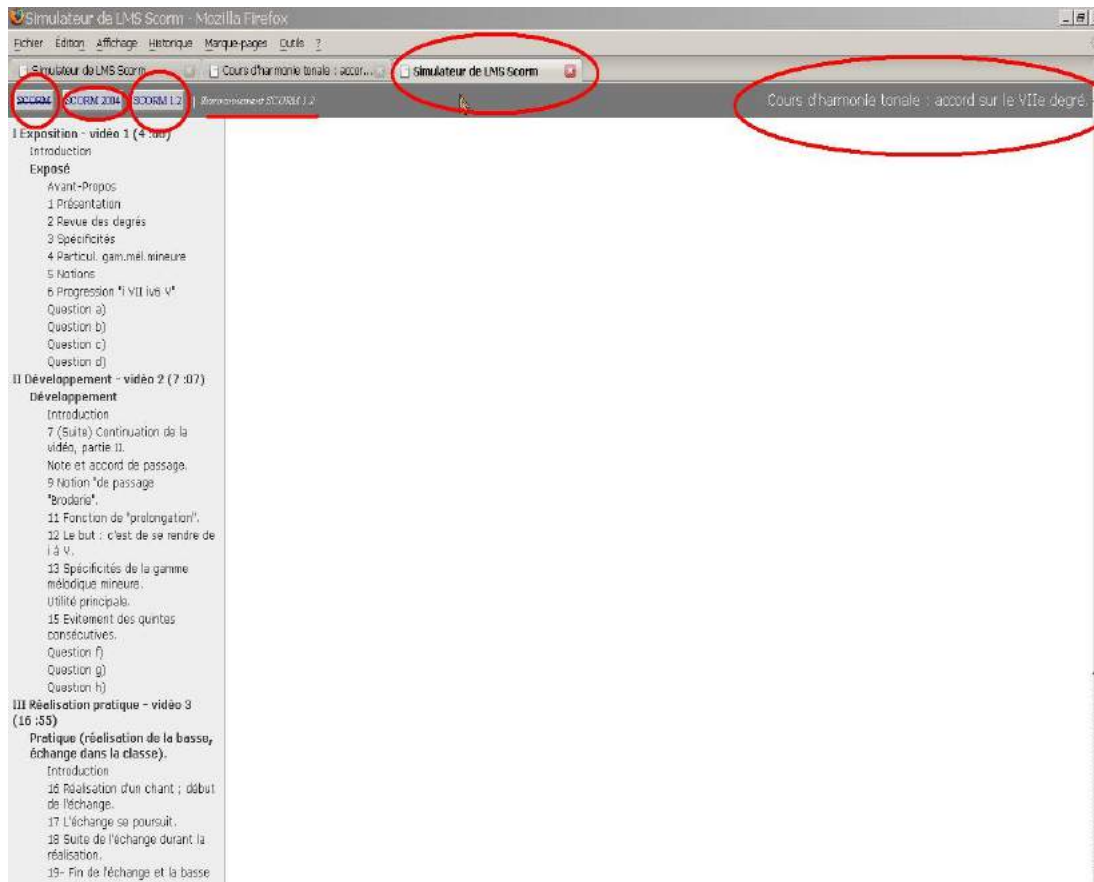 Simulateur de LMS Scorm - Mozilla Firefox
Fichier Édition Affichage Historique Marque-pages Outils ?
Simulateur de LMS Scorm
Cours d'harmonie tonale : accor...
Simulateur de LMS Scorm
SCORM SCORM 2004 SCORM 1.2 | SCORM 1.2
Cours d'harmonie tonale : accord sur le VIIe degré.
I Exposition - vidéo 1 (4 :00)
Introduction
Exposé
Avant-Propos
1 Présentation
2 Revue des degrés
3 Spécificités
4 Particul. gam.mél.mineure
5 Notions
6 Progression "i VII iv6 V"
Question a)
Question b)
Question c)
Question d)
II Développement - vidéo 2 (7 :07)
Développement
Introduction
7 (Suite) Continuation de la
vidéo, partie II.
Note et accord de passage.
9 Notion "de passage
"Broderie".
11 Fonction de "prolongation".
12 Le but : c'est de se rendre de
i à V.
13 Spécificités de la gamme
mélodique mineure.
Utilité principale.
15 Evitement des quintes
consécutives.
Question f)
Question g)
Question h)
III Réalisation pratique - vidéo 3
(16 :55)
Pratique (réalisation de la basse,
échange dans la classe).
Introduction
16 Réalisation d'un chant ; début
de l'échange.
17 L'échange se poursuit.
18 Suite de l'échange durant la
réalisation.
19- Fin de l'échange et la basse